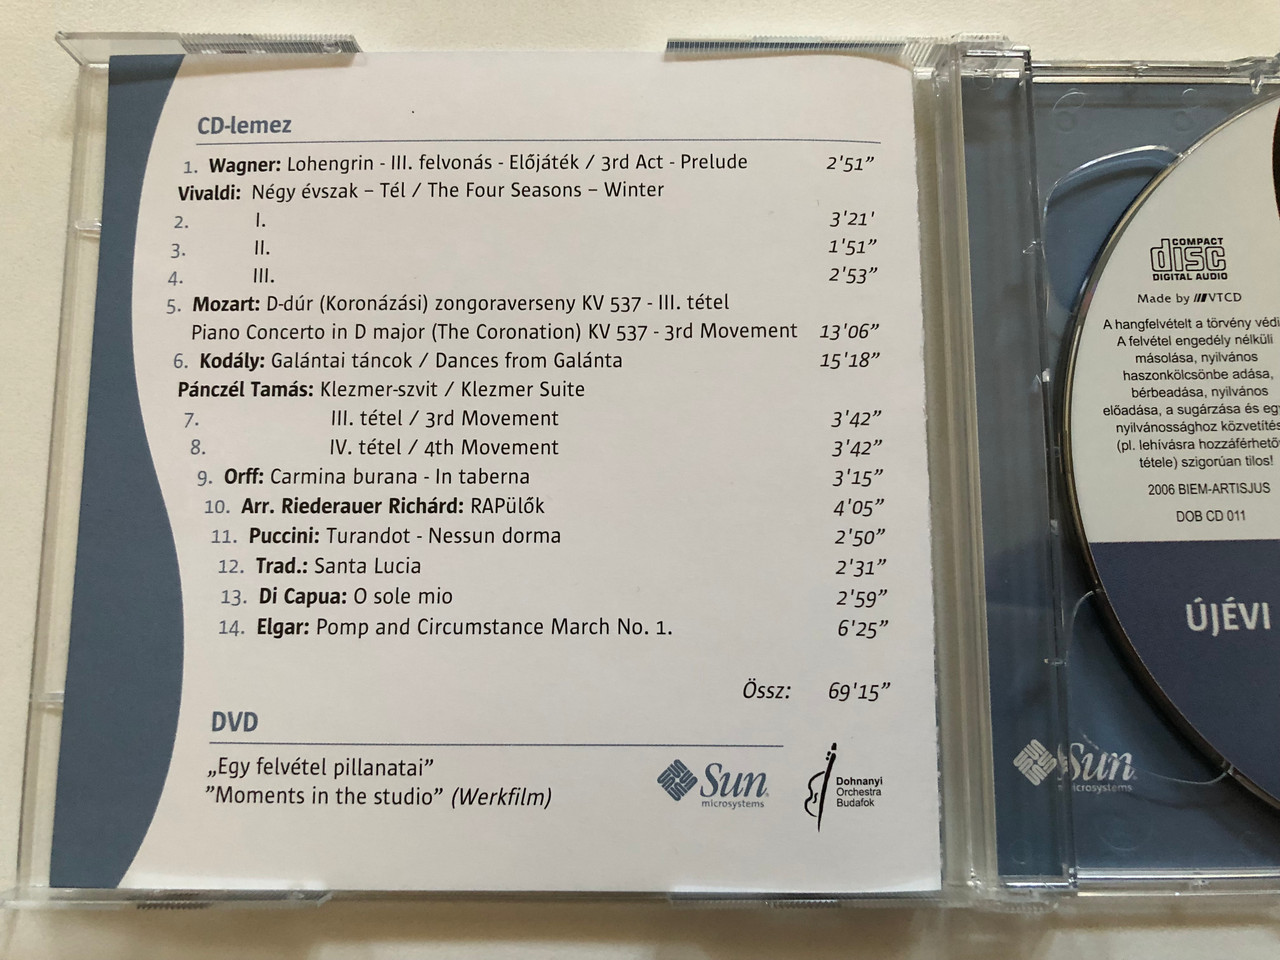 CD-lemez
1. Wagner: Lohengrin - III. felvonás - Előjáték / 3rd Act - Prelude 2'51”
Vivaldi: Négy évszak – Tél / The Four Seasons – Winter
2. I. 3'21'
3. II. 1'51”
4. III. 2'53”
5. Mozart: D-dúr (Koronázási) zongoraverseny KV 537 - III. tétel
Piano Concerto in D major (The Coronation) KV 537 - 3rd Movement 13'06”
6. Kodály: Galántai táncok / Dances from Galánta 15'18”
Pánczél Tamás: Klezmer-szvit / Klezmer Suite
7. III. tétel / 3rd Movement 3'42”
8. IV. tétel / 4th Movement 3'42”
9. Orff: Carmina burana - In taberna 3'15”
10. Arr. Riederauer Richárd: RAPülők 4'05”
11. Puccini: Turandot - Nessun dorma 2'50”
12. Trad.: Santa Lucia 2'31”
13. Di Capua: O sole mio 2'59”
14. Elgar: Pomp and Circumstance March No. 1. 6'25”
Össz: 69'15”
DVD
„Egy felvétel pillanatai”
”Moments in the studio” (Werkfilm)
Sun
microsystems
Dohnanyi
Orchestra
Budafok
COMPACT
disc
DIGITAL AUDIO
Made by VTCD
A hangfelvételt a törvény védi
A felvétel engedély nélküli
másolása, nyilvános
haszonkölcsönbe adása,
bérbeadása, nyilvános
előadása, a sugárzása és
nyilvánossághoz
(pl. lehívásra
tétele) szigorúan tilos!
2006 BIEM-ARTISJUS
DOB CD 011
ÚJÉVI
Sun
microsystems